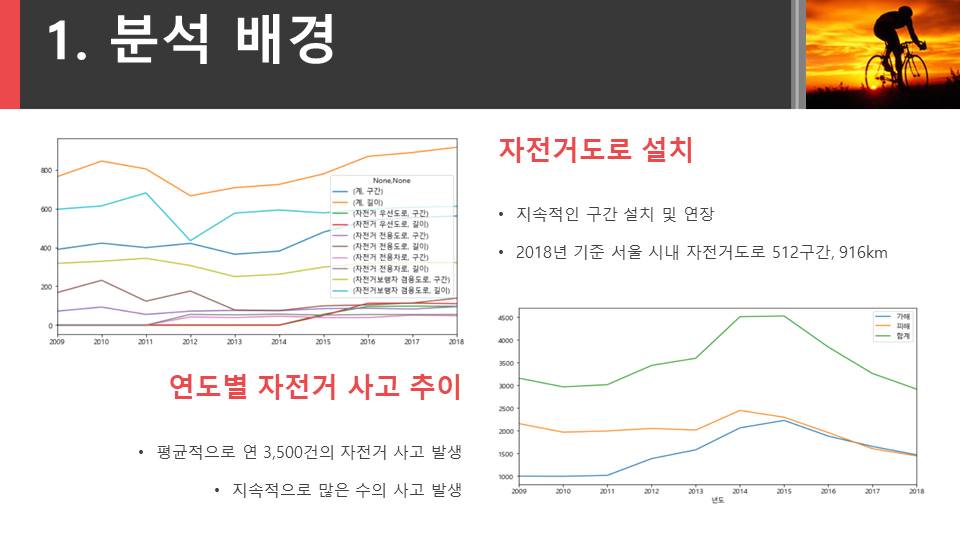 1. 분석 배경
800
600
400
200
0
2009 2010 2011 2012 2013 2014 2015 2016 2017 2018
None,None
(계, 구간)
(계, 길이)
(자전거 우선도로, 구간)
(자전거 우선도로, 길이)
(자전거 전용도로, 구간)
(자전거 전용도로, 길이)
(자전거 전용차로, 구간)
(자전거 전용차로, 길이)
(자전거보행자 겸용도로, 구간)
(자전거보행자 겸용도로, 길이)
자전거도로 설치
• 지속적인 구간 설치 및 연장
• 2018년 기준 서울 시내 자전거도로 512구간, 916km
연도별 자전거 사고 추이
• 평균적으로 연 3,500건의 자전거 사고 발생
• 지속적으로 많은 수의 사고 발생
4500
4000
3500
3000
2500
2000
1500
1000
2009 2010 2011 2012 2013 2014 2015 2016 2017 2018
년도
가해
피해
합계